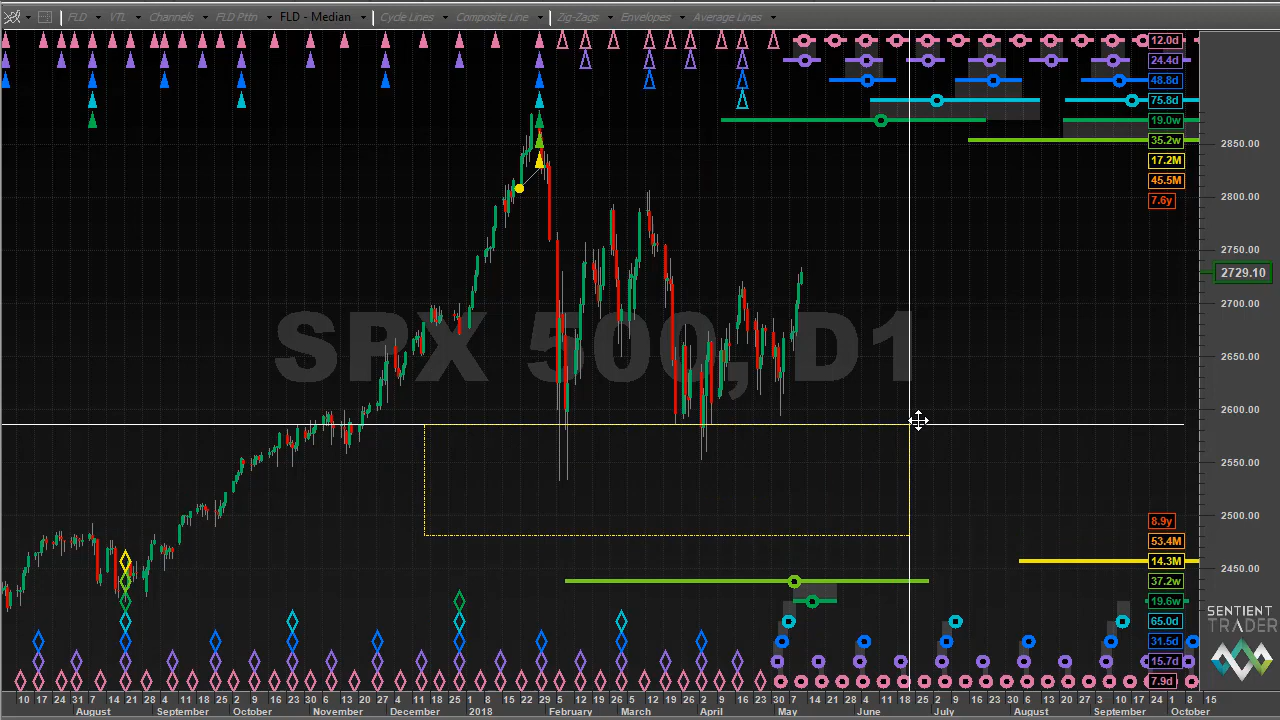 FLD VTL Channels FLD Pttn FLD - Median Cycle Lines Composite Line Zig-Zags Envelopes Average Lines
12.0d
24.4d
48.8d
75.8d
19.0w
35.2w
17.2M
45.5M
7.6y
2850.00
2800.00
2750.00
2729.10
2700.00
2650.00
2600.00
2550.00
2500.00
2450.00
SPX 500, D1
8.9y
53.4M
14.3M
37.2w
19.6w
65.0d
31.5d
15.7d
7.9d
SENTIENT
TRADER
10 17 24 31 7 14 21 28 4 11 18 25 2 9 16 23 30 6 13 20 27 4 11 18 25 2 8 15 22 29 5 12 19 26 5 12 19 26 2 9 16 23 30 7 14 21 28 4 11 18 25 2 9 16 23 30 6 13 20 27 3 10 17 24 1 8 15
August September October November December 2018 February March April May June July August September October